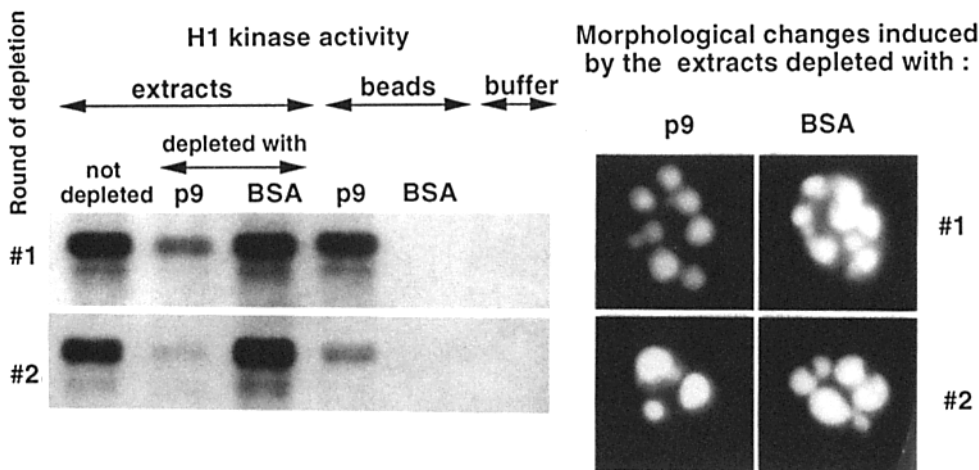 H1 kinase activity
Round of depletion
extracts
beads
buffer
depleted with
not
depleted
p9
BSA
p9
BSA
#1
#2
Morphological changes induced
by the extracts depleted with :
p9
BSA
#1
#2